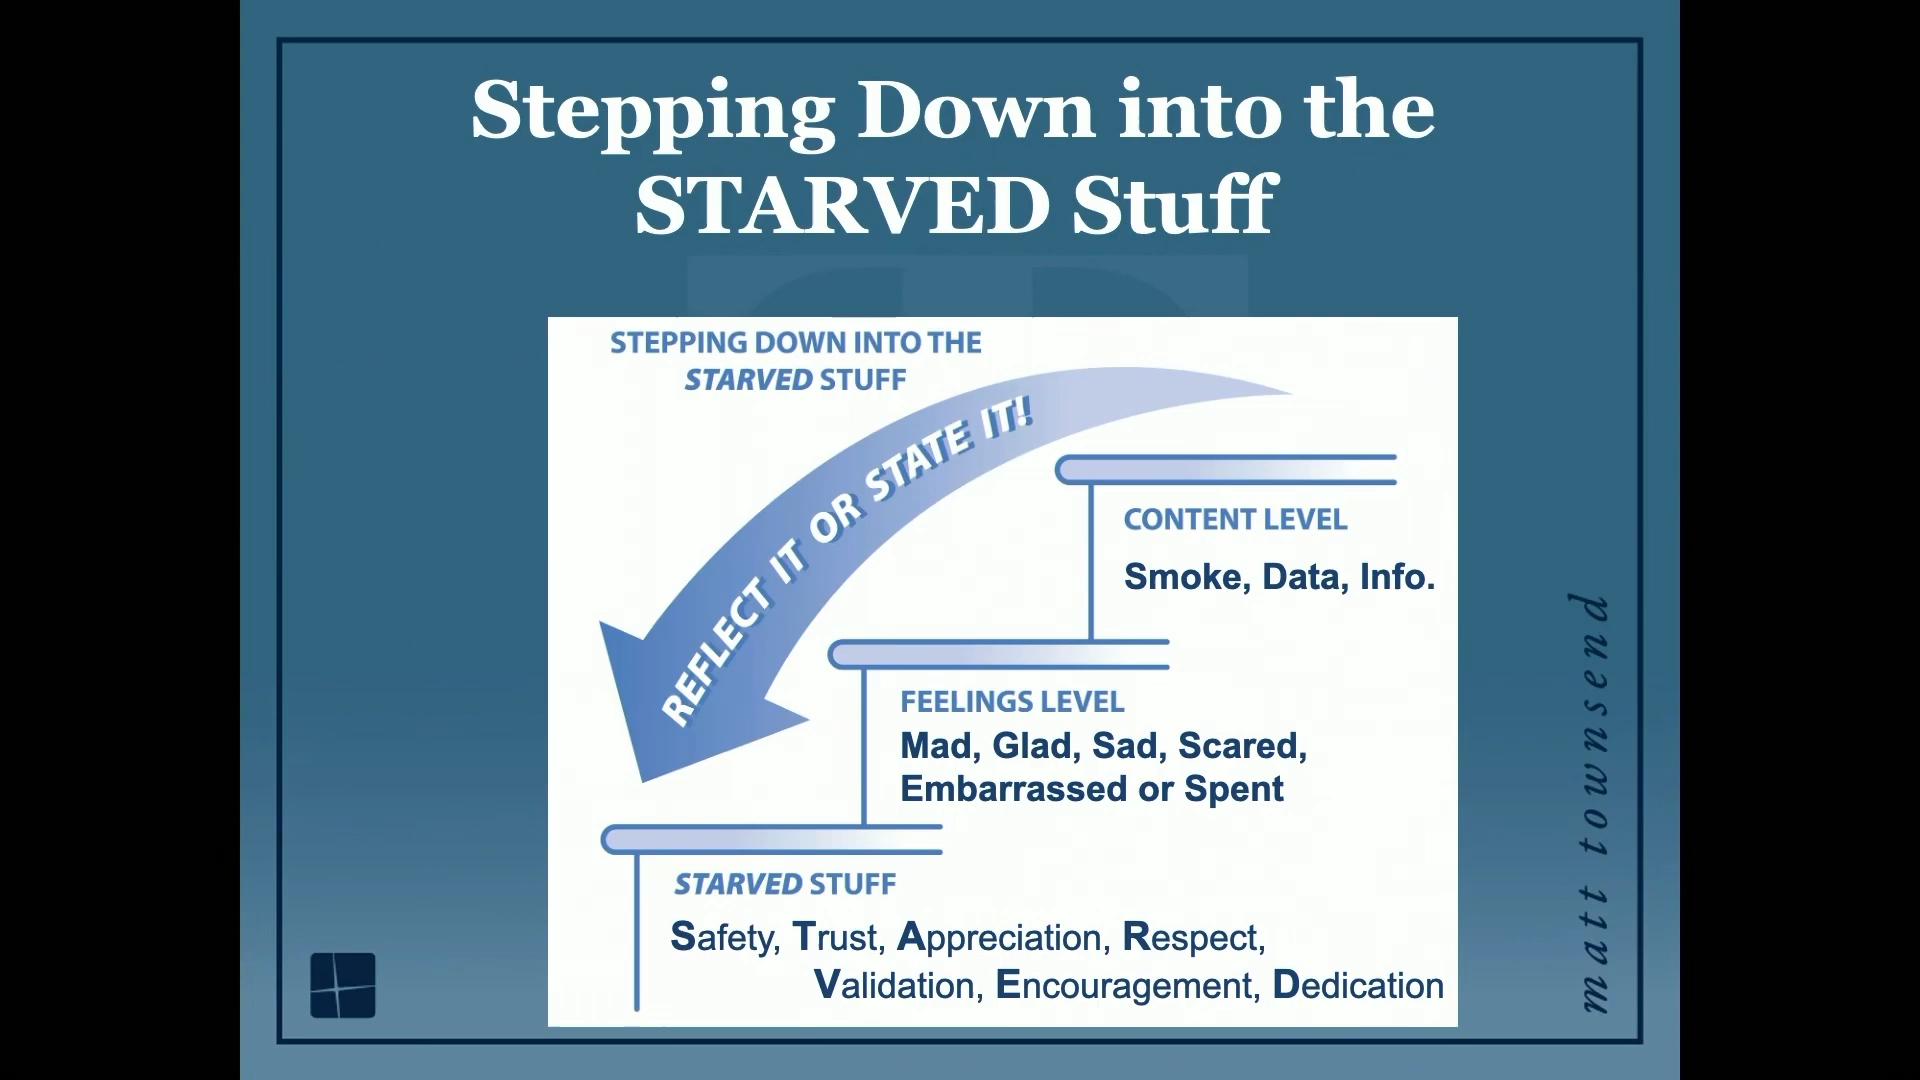 Stepping Down into the
STARVED Stuff
STEPPING DOWN INTO THE
STARVED STUFF
REFLECT IT OR STATE IT!
CONTENT LEVEL
Smoke, Data, Info.
FEELINGS LEVEL
Mad, Glad, Sad, Scared,
Embarrassed or Spent
STARVED STUFF
Safety, Trust, Appreciation, Respect,
Validation, Encouragement, Dedication
matt townsend